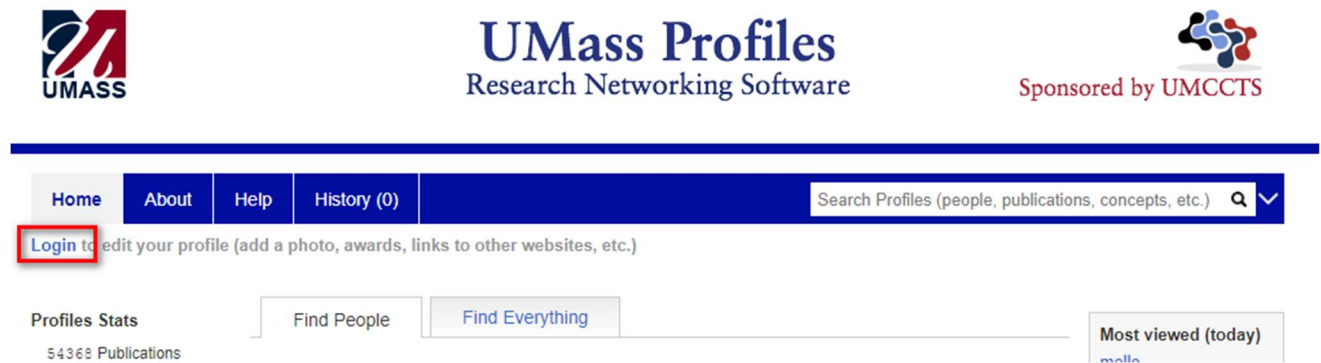 UMASS
UMass Profiles
Research Networking Software
Sponsored by UMCCTS
Home About Help History (0) Search Profiles (people, publications, concepts, etc.)
Login to edit your profile (add a photo, awards, links to other websites, etc.)
Profiles Stats
54368 Publications
Find People Find Everything
Most viewed (today)